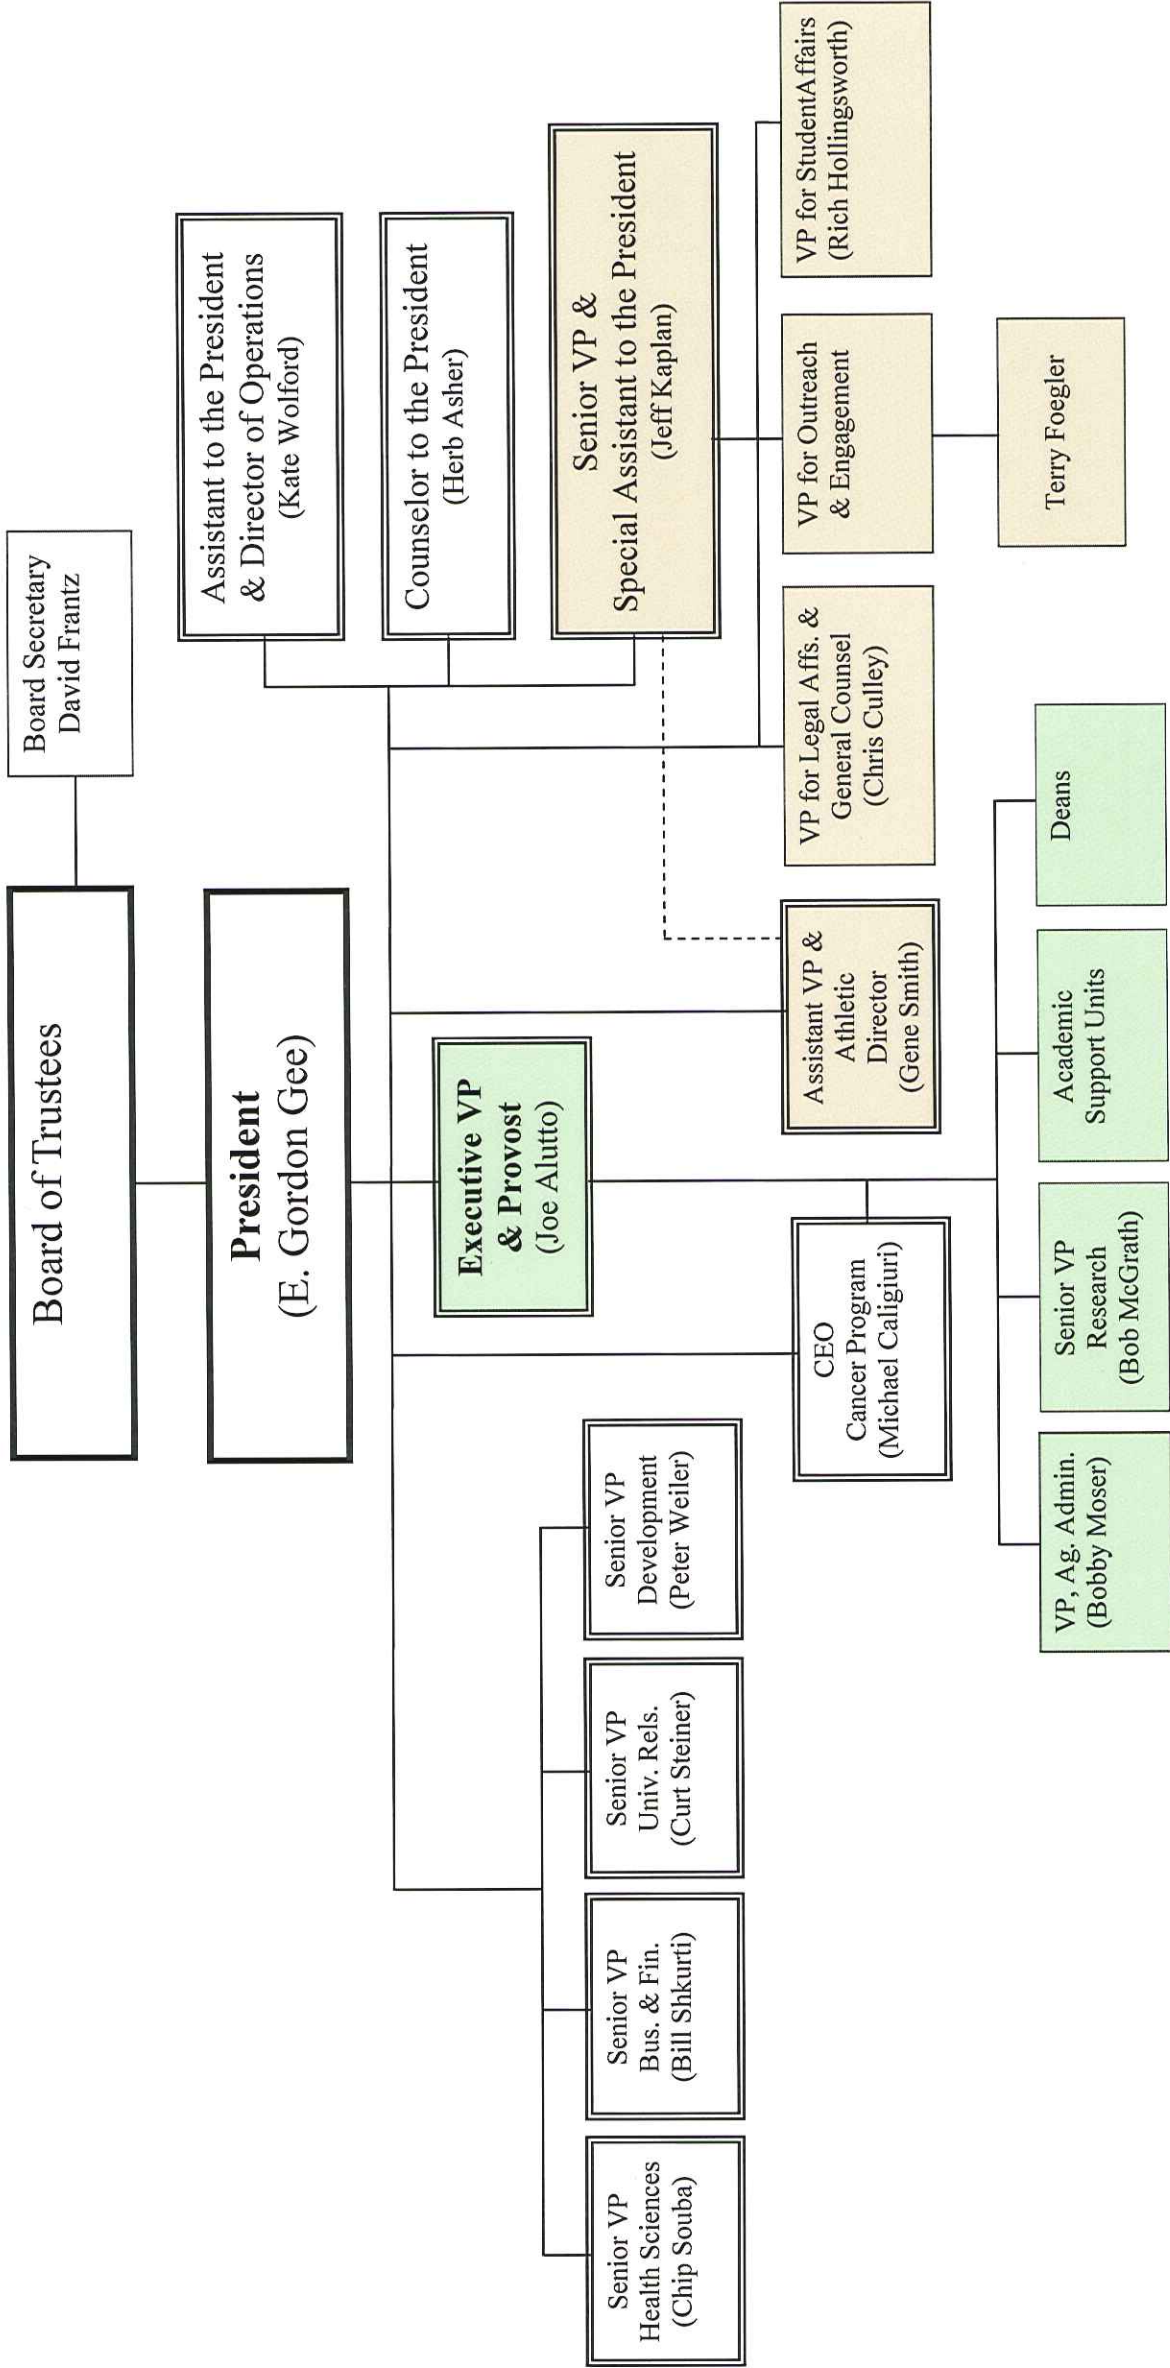 Board of Trustees
Board Secretary
David Frantz
President
(E. Gordon Gee)
Assistant to the President
& Director of Operations
(Kate Wolford)
Counselor to the President
(Herb Asher)
Executive VP
& Provost
(Joe Alutto)
Senior VP &
Special Assistant to the President
(Jeff Kaplan)
Senior VP
Health Sciences
(Chip Souba)
Senior VP
Bus. & Fin.
(Bill Shkurti)
Senior VP
Univ. Rels.
(Curt Steiner)
Senior VP
Development
(Peter Weiler)
CEO
Cancer Program
(Michael Caligiuri)
Assistant VP &
Athletic
Director
(Gene Smith)
VP for Legal Affs. &
General Counsel
(Chris Culley)
VP for Outreach
& Engagement
VP for StudentAffairs
(Rich Hollingsworth)
Terry Foegler
VP, Ag. Admin.
(Bobby Moser)
Senior VP
Research
(Bob McGrath)
Academic
Support Units
Deans